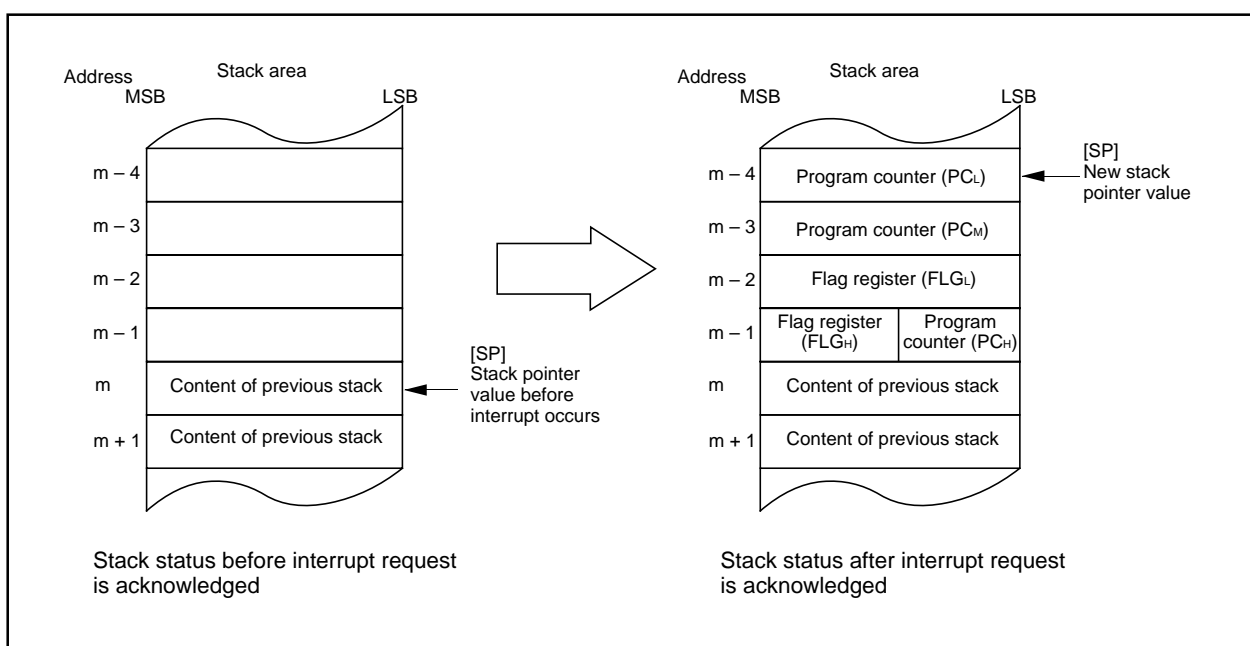 Address
Stack area
MSB
LSB
m – 4
m – 3
m – 2
m – 1
m
Content of previous stack
m + 1
Content of previous stack
[SP]
Stack pointer
value before
interrupt occurs
Stack status before interrupt request
is acknowledged
Address
Stack area
MSB
LSB
m – 4
Program counter (PCL)
[SP]
New stack
pointer value
m – 3
Program counter (PCM)
m – 2
Flag register (FLGL)
m – 1
Flag register
(FLGH)
Program
counter (PCH)
m
Content of previous stack
m + 1
Content of previous stack
Stack status after interrupt request
is acknowledged